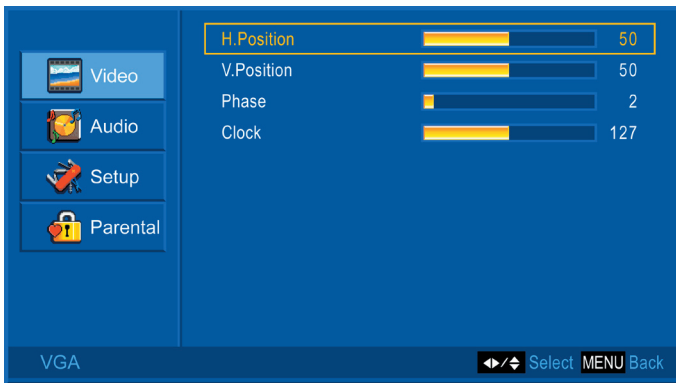 Video
Audio
Setup
Parental
H.Position 50
V.Position 50
Phase 2
Clock 127
VGA
Select MENU Back